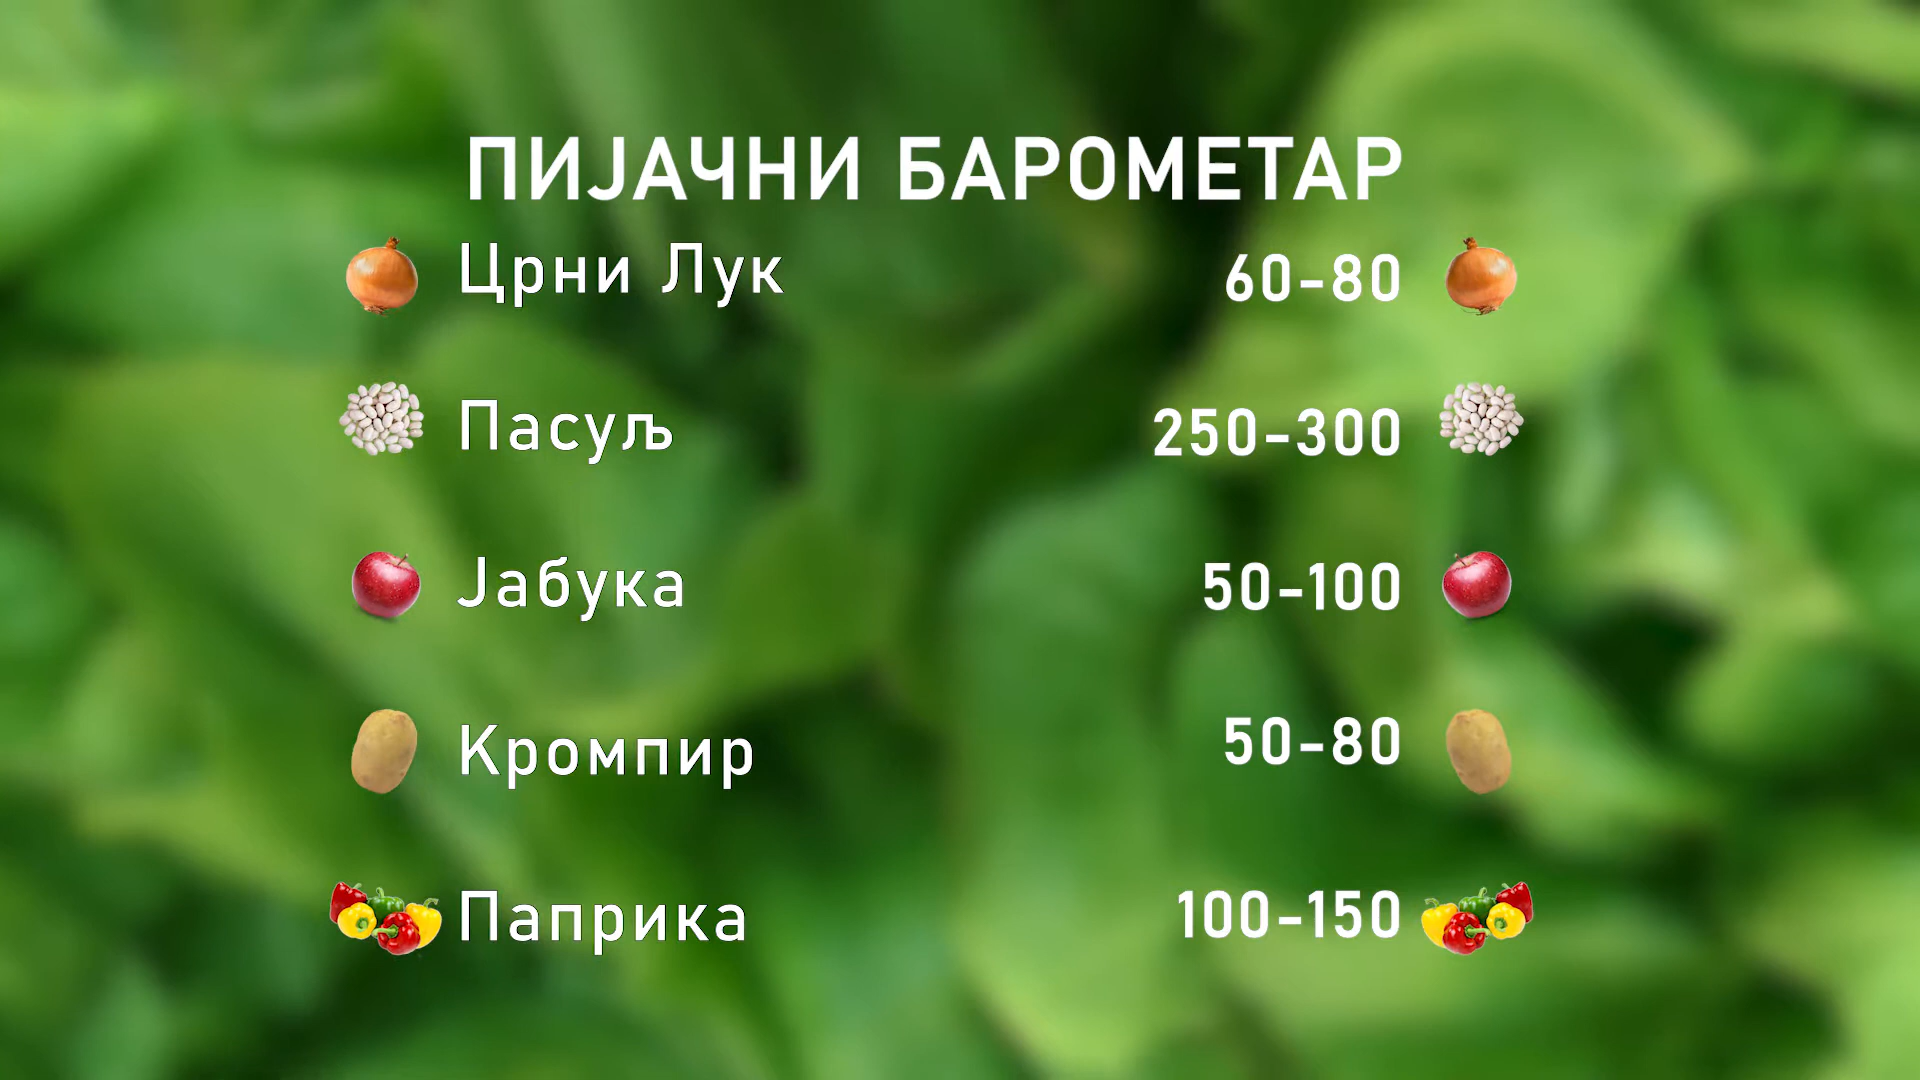 ПИЈАЧНИ БАРОМЕТАР
Црни Лук 60-80
Пасуљ 250-300
Јабука 50-100
Кромпир 50-80
Паприка 100-150